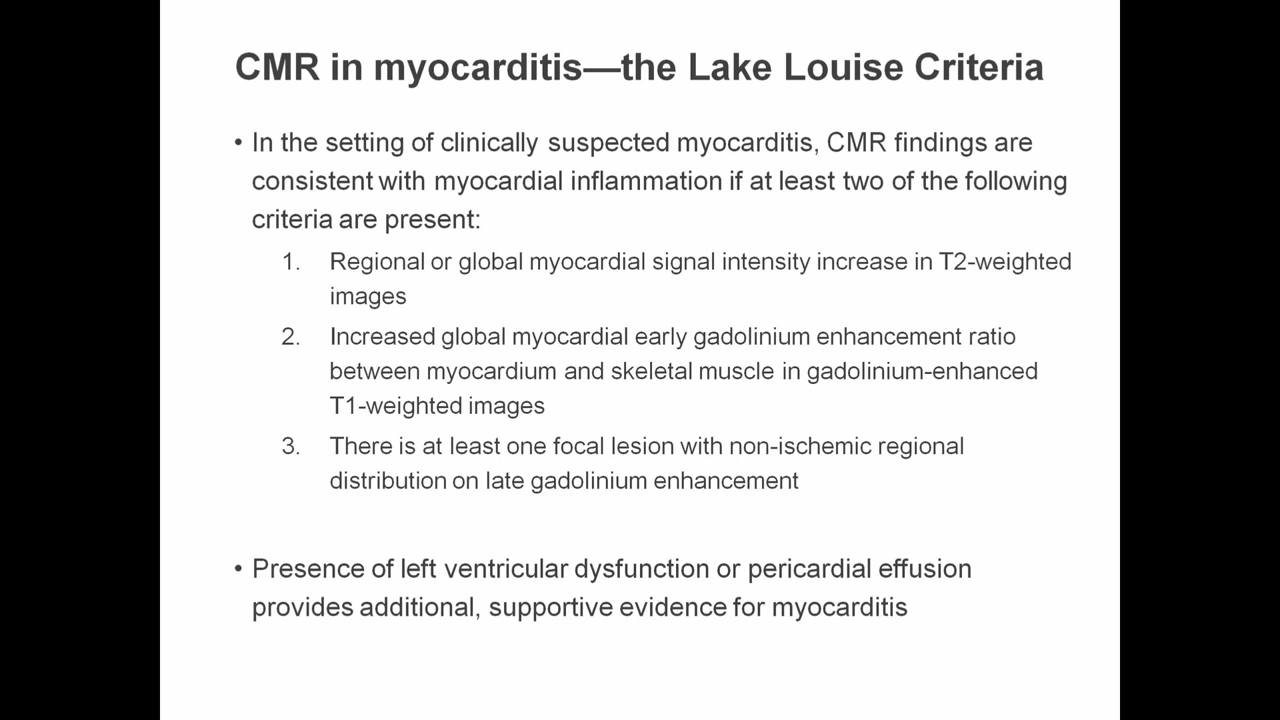 CMR in myocarditis—the Lake Louise Criteria
• In the setting of clinically suspected myocarditis, CMR findings are
consistent with myocardial inflammation if at least two of the following
criteria are present:
1. Regional or global myocardial signal intensity increase in T2-weighted
images
2. Increased global myocardial early gadolinium enhancement ratio
between myocardium and skeletal muscle in gadolinium-enhanced
T1-weighted images
3. There is at least one focal lesion with non-ischemic regional
distribution on late gadolinium enhancement
• Presence of left ventricular dysfunction or pericardial effusion
provides additional, supportive evidence for myocarditis